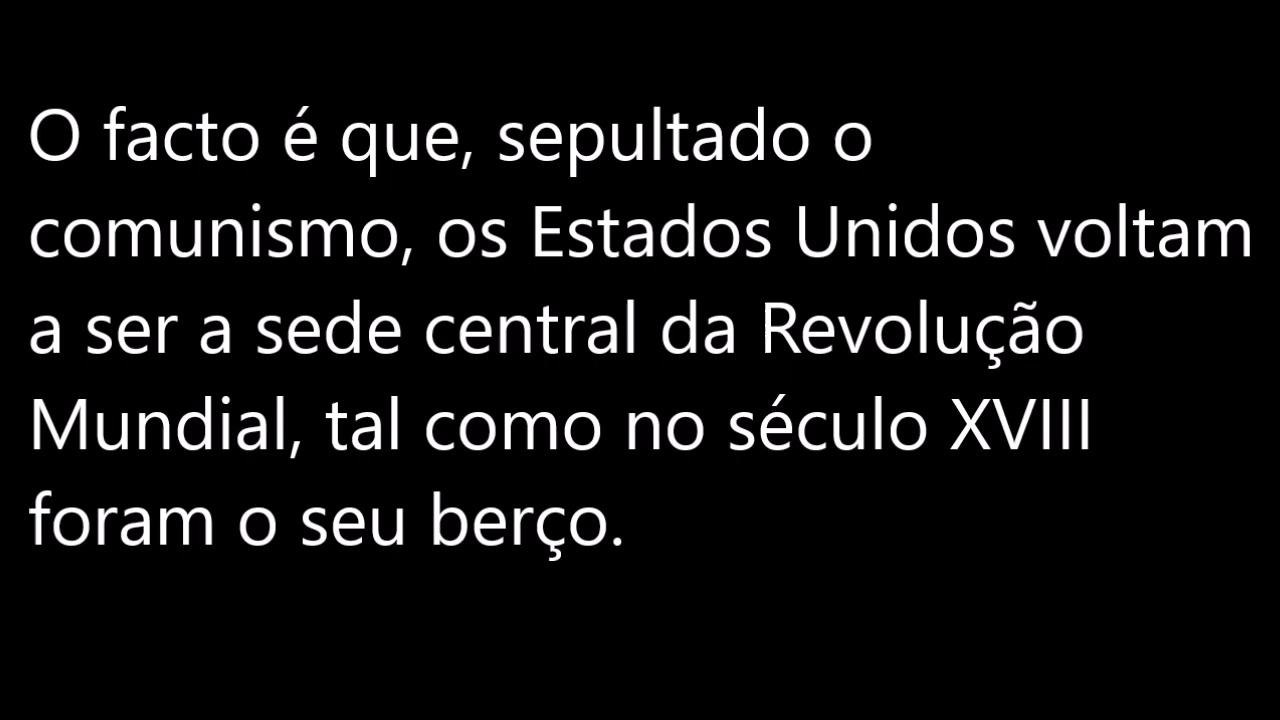 O facto é que, sepultado o
comunismo, os Estados Unidos voltam
a ser a sede central da Revolução
Mundial, tal como no século XVIII
foram o seu berço.